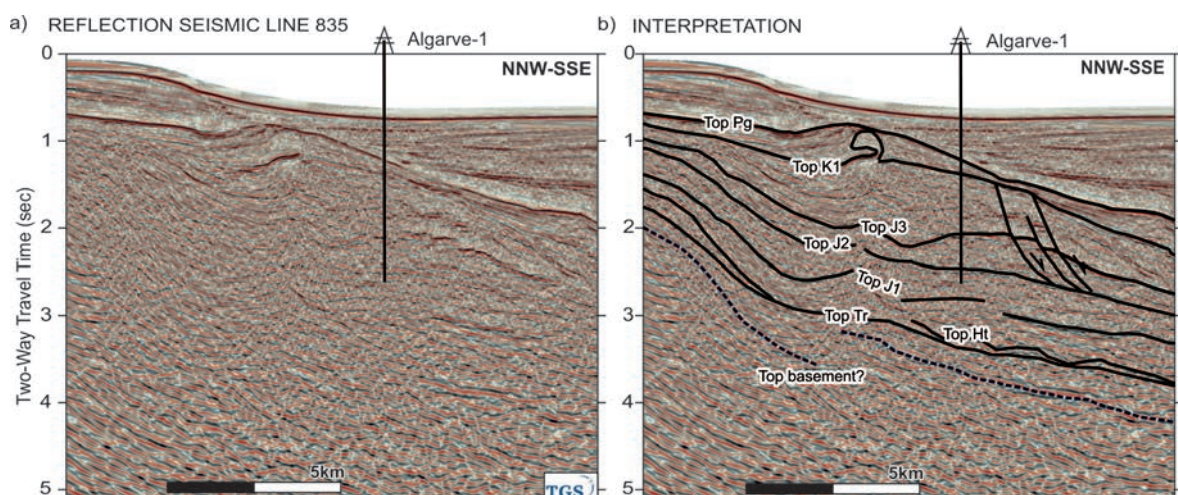 a) REFLECTION SEISMIC LINE 835
Algarve-1
NNW-SSE
0
1
2
3
4
5
Two-Way Travel Time (sec)
5km
TGS
b) INTERPRETATION
Algarve-1
NNW-SSE
0
1
2
3
4
5
Top Pg
Top K1
Top J3
Top J2
Top J1
Top Tr
Top Ht
Top basement?
5km